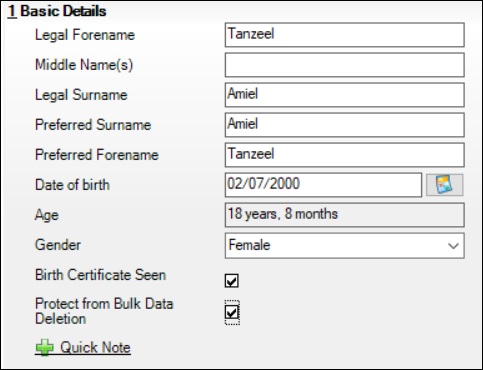 1 Basic Details
Legal Forename Tanzeel
Middle Name(s)
Legal Surname Amiel
Preferred Surname Amiel
Preferred Forename Tanzeel
Date of birth 02/07/2000
Age 18 years, 8 months
Gender Female
Birth Certificate Seen
Protect from Bulk Data
Deletion
Quick Note